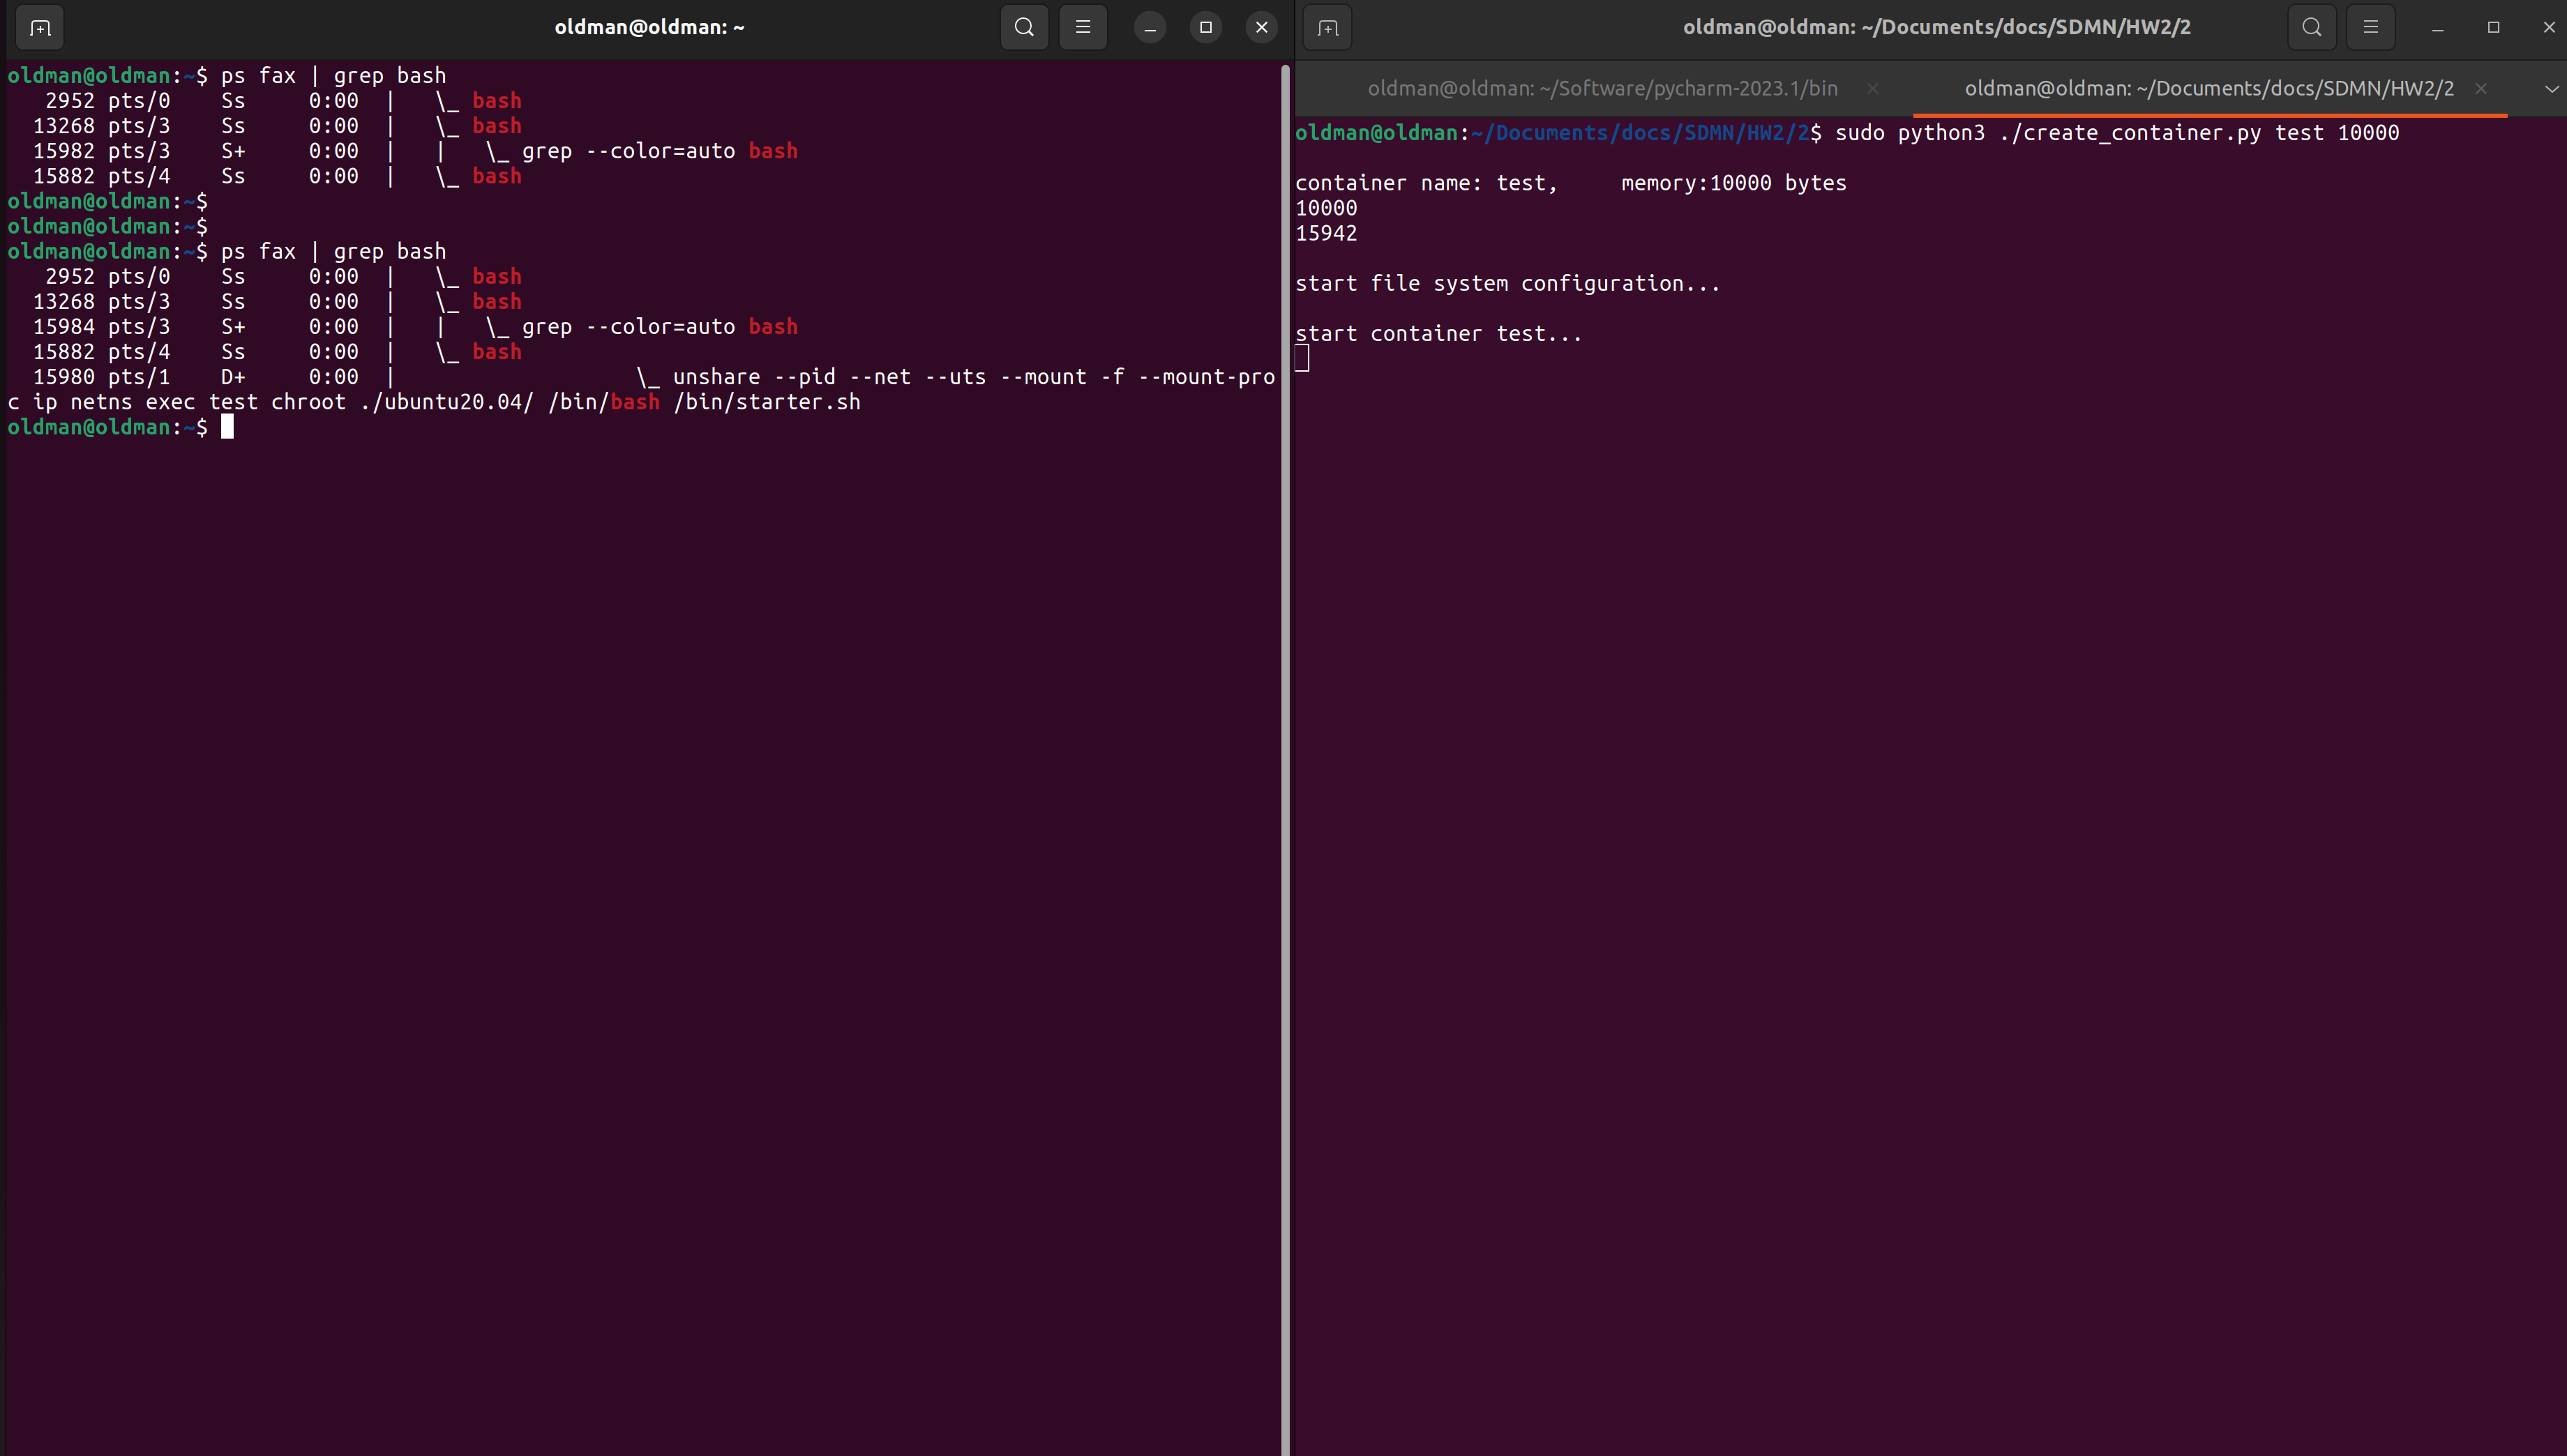 oldman@oldman: ~
oldman@oldman:~$ ps fax | grep bash
   2952 pts/0    Ss     0:00  |   \_ bash
  13268 pts/3    Ss     0:00  |   \_ bash
  15982 pts/3    S+     0:00  |   |   \_ grep --color=auto bash
  15882 pts/4    Ss     0:00  |   \_ bash
oldman@oldman:~$
oldman@oldman:~$
oldman@oldman:~$ ps fax | grep bash
   2952 pts/0    Ss     0:00  |   \_ bash
  13268 pts/3    Ss     0:00  |   \_ bash
  15984 pts/3    S+     0:00  |   |   \_ grep --color=auto bash
  15882 pts/4    Ss     0:00  |   \_ bash
  15980 pts/1    D+     0:00  |                   \_ unshare --pid --net --uts --mount -f --mount-pro
c ip netns exec test chroot ./ubuntu20.04/ /bin/bash /bin/starter.sh
oldman@oldman:~$
oldman@oldman: ~/Documents/docs/SDMN/HW2/2
oldman@oldman: ~/Software/pycharm-2023.1/bin
oldman@oldman: ~/Documents/docs/SDMN/HW2/2
oldman@oldman:~/Documents/docs/SDMN/HW2/2$ sudo python3 ./create_container.py test 10000
container name: test,     memory:10000 bytes
10000
15942
start file system configuration...
start container test...